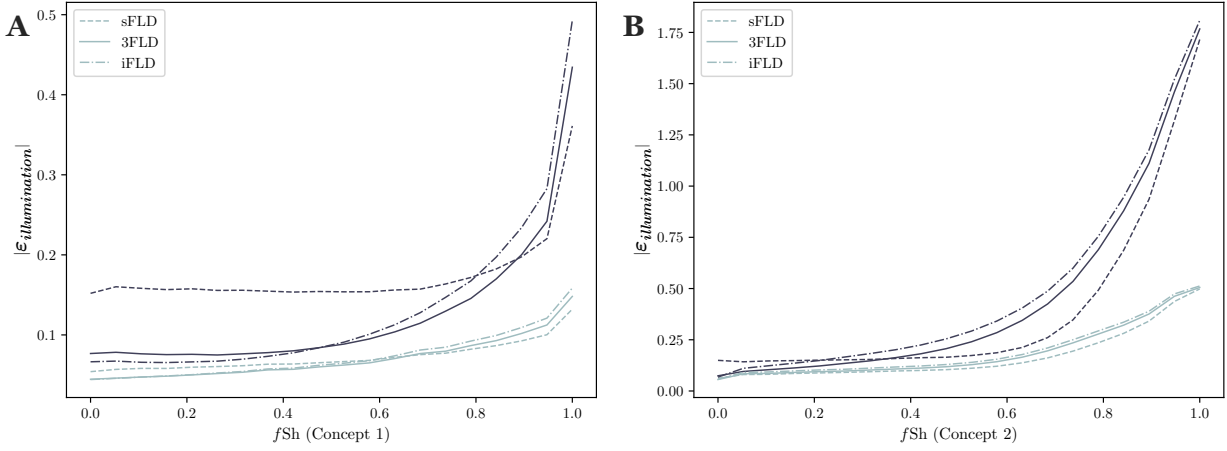 A
0.5
0.4
0.3
0.2
0.1
|ε_illumination|
sFLD
3FLD
iFLD
0.0 0.2 0.4 0.6 0.8 1.0
fSh (Concept 1)
B
1.75
1.50
1.25
1.00
0.75
0.50
0.25
0.00
|ε_illumination|
sFLD
3FLD
iFLD
0.0 0.2 0.4 0.6 0.8 1.0
fSh (Concept 2)